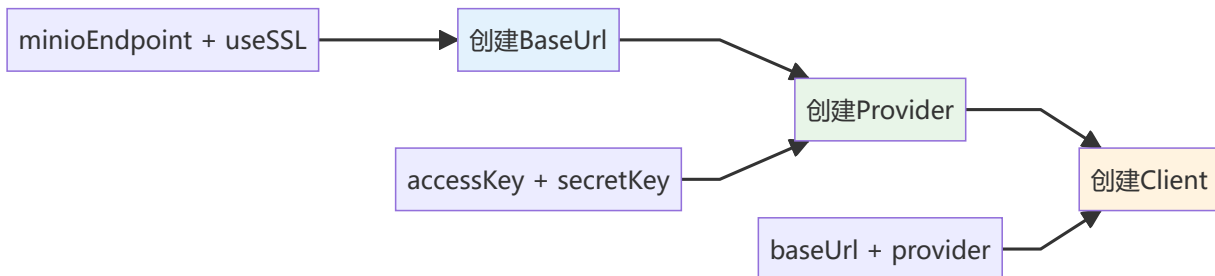 minioEndpoint + useSSL
创建BaseUrl
创建Provider
accessKey + secretKey
创建Client
baseUrl + provider